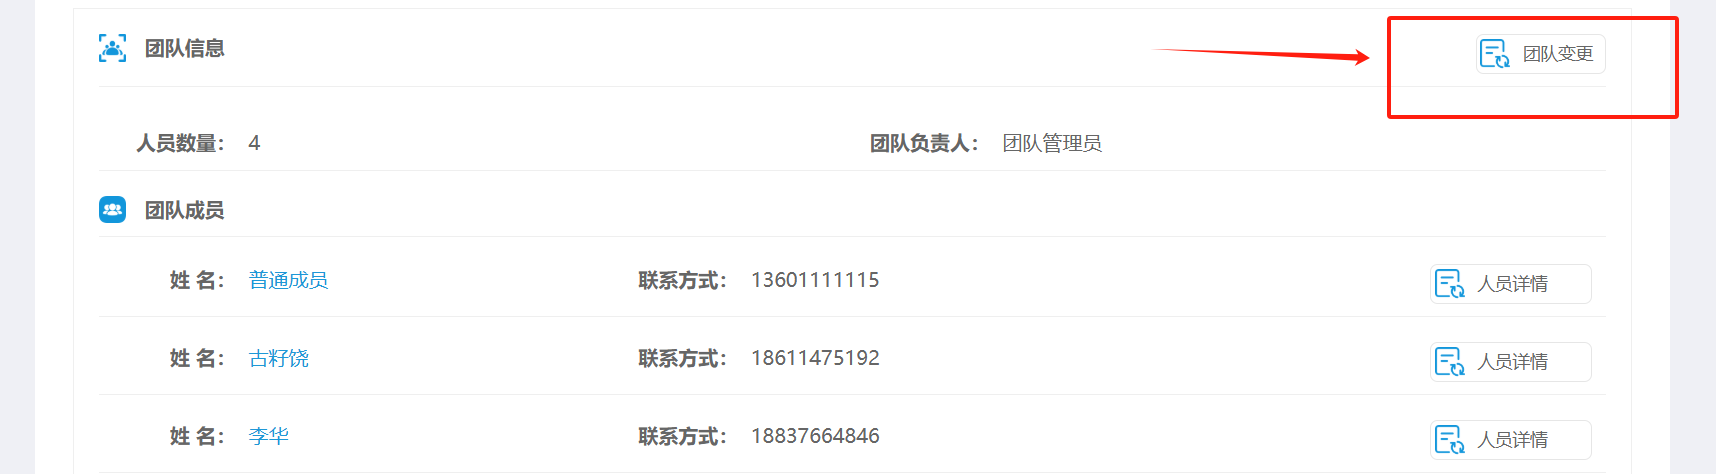 团队信息 团队变更
人员数量： 4 团队负责人： 团队管理员
团队成员
姓 名： 普通成员 联系方式： 13601111115 人员详情
姓 名： 古籽饶 联系方式： 18611475192 人员详情
姓 名： 李华 联系方式： 18837664846 人员详情